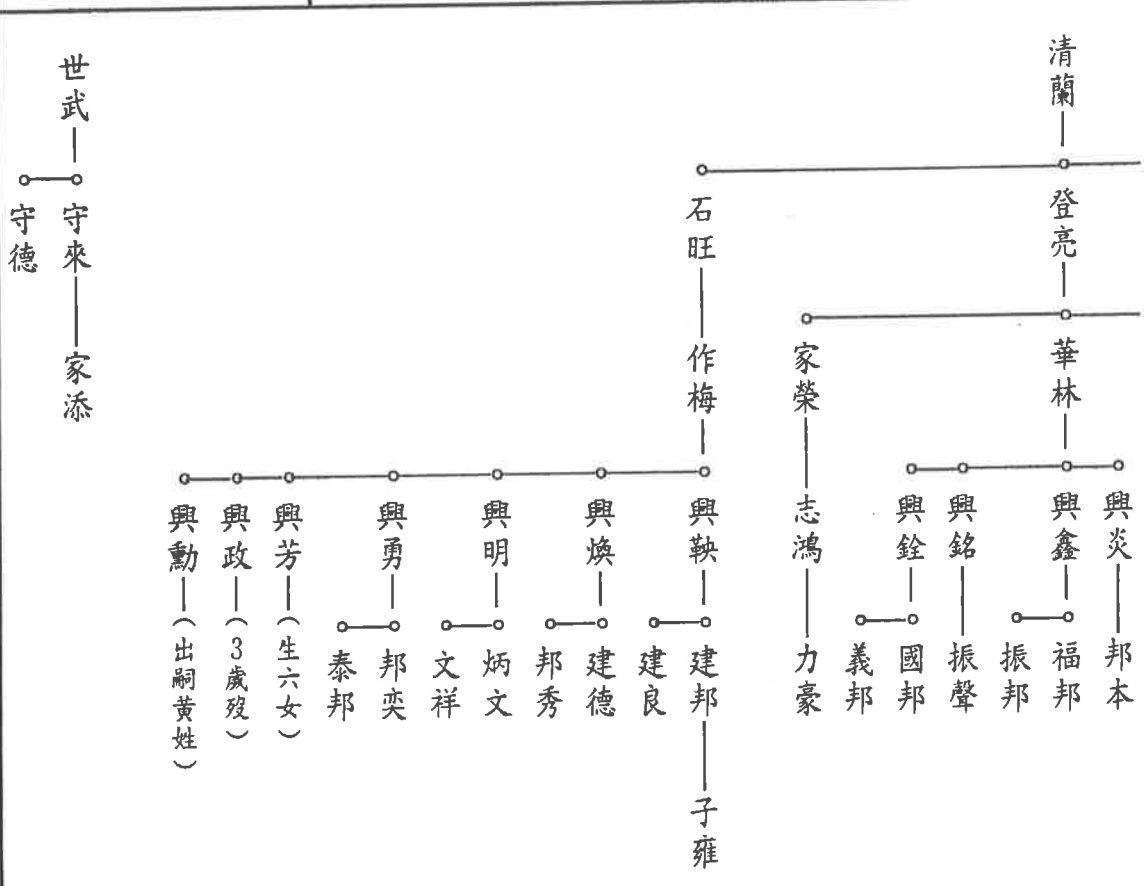 清蘭
登亮
石旺
華林
家榮
作梅
興炎
興鑫
興銘
興銓
志鴻
興鞅
興煥
興明
興勇
興芳
(生六女)
興政
(3歲歿)
興勳
(出嗣黃姓)
邦本
福邦
振邦
振聲
國邦
義邦
力豪
建邦
建良
建德
邦秀
炳文
文祥
邦奕
泰邦
子雍
世武
守來
守德
家添